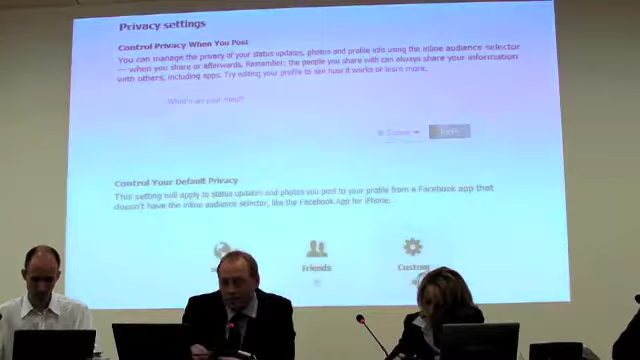 Privacy settings
Control Privacy When You Post
You can manage the privacy of your status updates, photos and profile info using the inline audience selector
— when you share or afterwards. Remember: the people you share with can always share your information
with others, including apps. Try editing your profile to see how it works or learn more.
What's on your mind?
Custom
Control Your Default Privacy
This setting will apply to status updates and photos you post to your profile from a Facebook app that
doesn't have the inline audience selector, like the Facebook App for iPhone.
Friends Custom